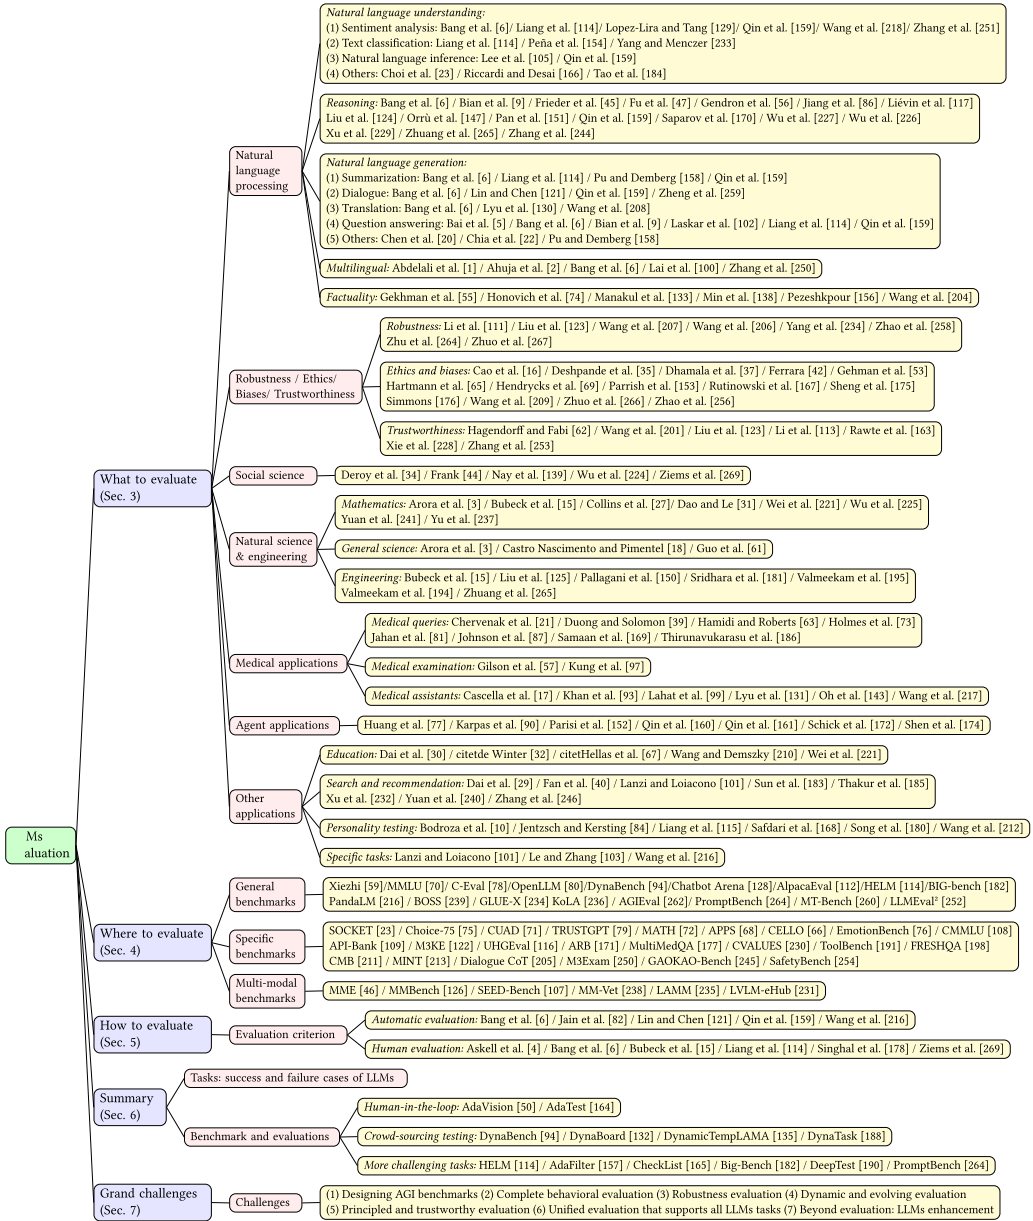 Natural language understanding:
(1) Sentiment analysis: Bang et al. [6]/ Liang et al. [114]/ Lopez-Lira and Tang [129]/ Qin et al. [159]/ Wang et al. [218]/ Zhang et al. [251]
(2) Text classification: Liang et al. [114] / Peña et al. [154] / Yang and Menczer [233]
(3) Natural language inference: Lee et al. [105] / Qin et al. [159]
(4) Others: Choi et al. [23] / Riccardi and Desai [166] / Tao et al. [184]
Reasoning: Bang et al. [6] / Bian et al. [9] / Frieder et al. [45] / Fu et al. [47] / Gendron et al. [56] / Jiang et al. [86] / Liévin et al. [117]
Liu et al. [124] / Orrù et al. [147] / Pan et al. [151] / Qin et al. [159] / Saparov et al. [170] / Wu et al. [227] / Wu et al. [226]
Xu et al. [229] / Zhuang et al. [265] / Zhang et al. [244]
Natural
language
processing
Natural language generation:
(1) Summarization: Bang et al. [6] / Liang et al. [114] / Pu and Demberg [158] / Qin et al. [159]
(2) Dialogue: Bang et al. [6] / Lin and Chen [121] / Qin et al. [159] / Zheng et al. [259]
(3) Translation: Bang et al. [6] / Lyu et al. [130] / Wang et al. [208]
(4) Question answering: Bai et al. [5] / Bang et al. [6] / Bian et al. [9] / Laskar et al. [102] / Liang et al. [114] / Qin et al. [159]
(5) Others: Chen et al. [20] / Chia et al. [22] / Pu and Demberg [158]
Multilingual: Abdelali et al. [1] / Ahuja et al. [2] / Bang et al. [6] / Lai et al. [100] / Zhang et al. [250]
Factuality: Gekhman et al. [55] / Honovich et al. [74] / Manakul et al. [133] / Min et al. [138] / Pezeshkpour [156] / Wang et al. [204]
Robustness: Li et al. [111] / Liu et al. [123] / Wang et al. [207] / Wang et al. [206] / Yang et al. [234] / Zhao et al. [258]
Zhu et al. [264] / Zhuo et al. [267]
Robustness / Ethics/
Biases/ Trustworthiness
Ethics and biases: Cao et al. [16] / Deshpande et al. [35] / Dhamala et al. [37] / Ferrara [42] / Gehman et al. [53]
Hartmann et al. [65] / Hendrycks et al. [69] / Parrish et al. [153] / Rutinowski et al. [167] / Sheng et al. [175]
Simmons [176] / Wang et al. [209] / Zhuo et al. [266] / Zhao et al. [256]
Trustworthiness: Hagendorff and Fabi [62] / Wang et al. [201] / Liu et al. [123] / Li et al. [113] / Rawte et al. [163]
Xie et al. [228] / Zhang et al. [253]
What to evaluate
(Sec. 3)
Social science
Deroy et al. [34] / Frank [44] / Nay et al. [139] / Wu et al. [224] / Ziems et al. [269]
Mathematics: Arora et al. [3] / Bubeck et al. [15] / Collins et al. [27]/ Dao and Le [31] / Wei et al. [221] / Wu et al. [225]
Yuan et al. [241] / Yu et al. [237]
Natural science
& engineering
General science: Arora et al. [3] / Castro Nascimento and Pimentel [18] / Guo et al. [61]
Engineering: Bubeck et al. [15] / Liu et al. [125] / Pallagani et al. [150] / Sridhara et al. [181] / Valmeekam et al. [195]
Valmeekam et al. [194] / Zhuang et al. [265]
Medical queries: Chervenak et al. [21] / Duong and Solomon [39] / Hamidi and Roberts [63] / Holmes et al. [73]
Jahan et al. [81] / Johnson et al. [87] / Samaan et al. [169] / Thirunavukarasu et al. [186]
Medical applications
Medical examination: Gilson et al. [57] / Kung et al. [97]
Medical assistants: Cascella et al. [17] / Khan et al. [93] / Lahat et al. [99] / Lyu et al. [131] / Oh et al. [143] / Wang et al. [217]
Agent applications
Huang et al. [77] / Karpas et al. [90] / Parisi et al. [152] / Qin et al. [160] / Qin et al. [161] / Schick et al. [172] / Shen et al. [174]
Education: Dai et al. [30] / citetde Winter [32] / citetHellas et al. [67] / Wang and Demszky [210] / Wei et al. [221]
Other
applications
Search and recommendation: Dai et al. [29] / Fan et al. [40] / Lanzi and Loiacono [101] / Sun et al. [183] / Thakur et al. [185]
Xu et al. [232] / Yuan et al. [240] / Zhang et al. [246]
Personality testing: Bodroza et al. [10] / Jentzsch and Kersting [84] / Liang et al. [115] / Safdari et al. [168] / Song et al. [180] / Wang et al. [212]
Specific tasks: Lanzi and Loiacono [101] / Le and Zhang [103] / Wang et al. [216]
Ms
aluation
General
benchmarks
Xiezhi [59]/MMLU [70]/ C-Eval [78]/OpenLLM [80]/DynaBench [94]/Chatbot Arena [128]/AlpacaEval [112]/HELM [114]/BIG-bench [182]
PandaLM [216] / BOSS [239] / GLUE-X [234] KoLA [236] / AGIEval [262]/ PromptBench [264] / MT-Bench [260] / LLMEval² [252]
Where to evaluate
(Sec. 4)
Specific
benchmarks
SOCKET [23] / Choice-75 [75] / CUAD [71] / TRUSTGPT [79] / MATH [72] / APPS [68] / CELLO [66] / EmotionBench [76] / CMMLU [108]
API-Bank [109] / M3KE [122] / UHGEval [116] / ARB [171] / MultiMedQA [177] / CVALUES [230] / ToolBench [191] / FRESHQA [198]
CMB [211] / MINT [213] / Dialogue CoT [205] / M3Exam [250] / GAOKAO-Bench [245] / SafetyBench [254]
Multi-modal
benchmarks
MME [46] / MMBench [126] / SEED-Bench [107] / MM-Vet [238] / LAMM [235] / LVLM-eHub [231]
How to evaluate
(Sec. 5)
Evaluation criterion
Automatic evaluation: Bang et al. [6] / Jain et al. [82] / Lin and Chen [121] / Qin et al. [159] / Wang et al. [216]
Human evaluation: Askell et al. [4] / Bang et al. [6] / Bubeck et al. [15] / Liang et al. [114] / Singhal et al. [178] / Ziems et al. [269]
Summary
(Sec. 6)
Tasks: success and failure cases of LLMs
Benchmark and evaluations
Human-in-the-loop: AdaVision [50] / AdaTest [164]
Crowd-sourcing testing: DynaBench [94] / DynaBoard [132] / DynamicTempLAMA [135] / DynaTask [188]
More challenging tasks: HELM [114] / AdaFilter [157] / CheckList [165] / Big-Bench [182] / DeepTest [190] / PromptBench [264]
Grand challenges
(Sec. 7)
Challenges
(1) Designing AGI benchmarks (2) Complete behavioral evaluation (3) Robustness evaluation (4) Dynamic and evolving evaluation
(5) Principled and trustworthy evaluation (6) Unified evaluation that supports all LLMs tasks (7) Beyond evaluation: LLMs enhancement